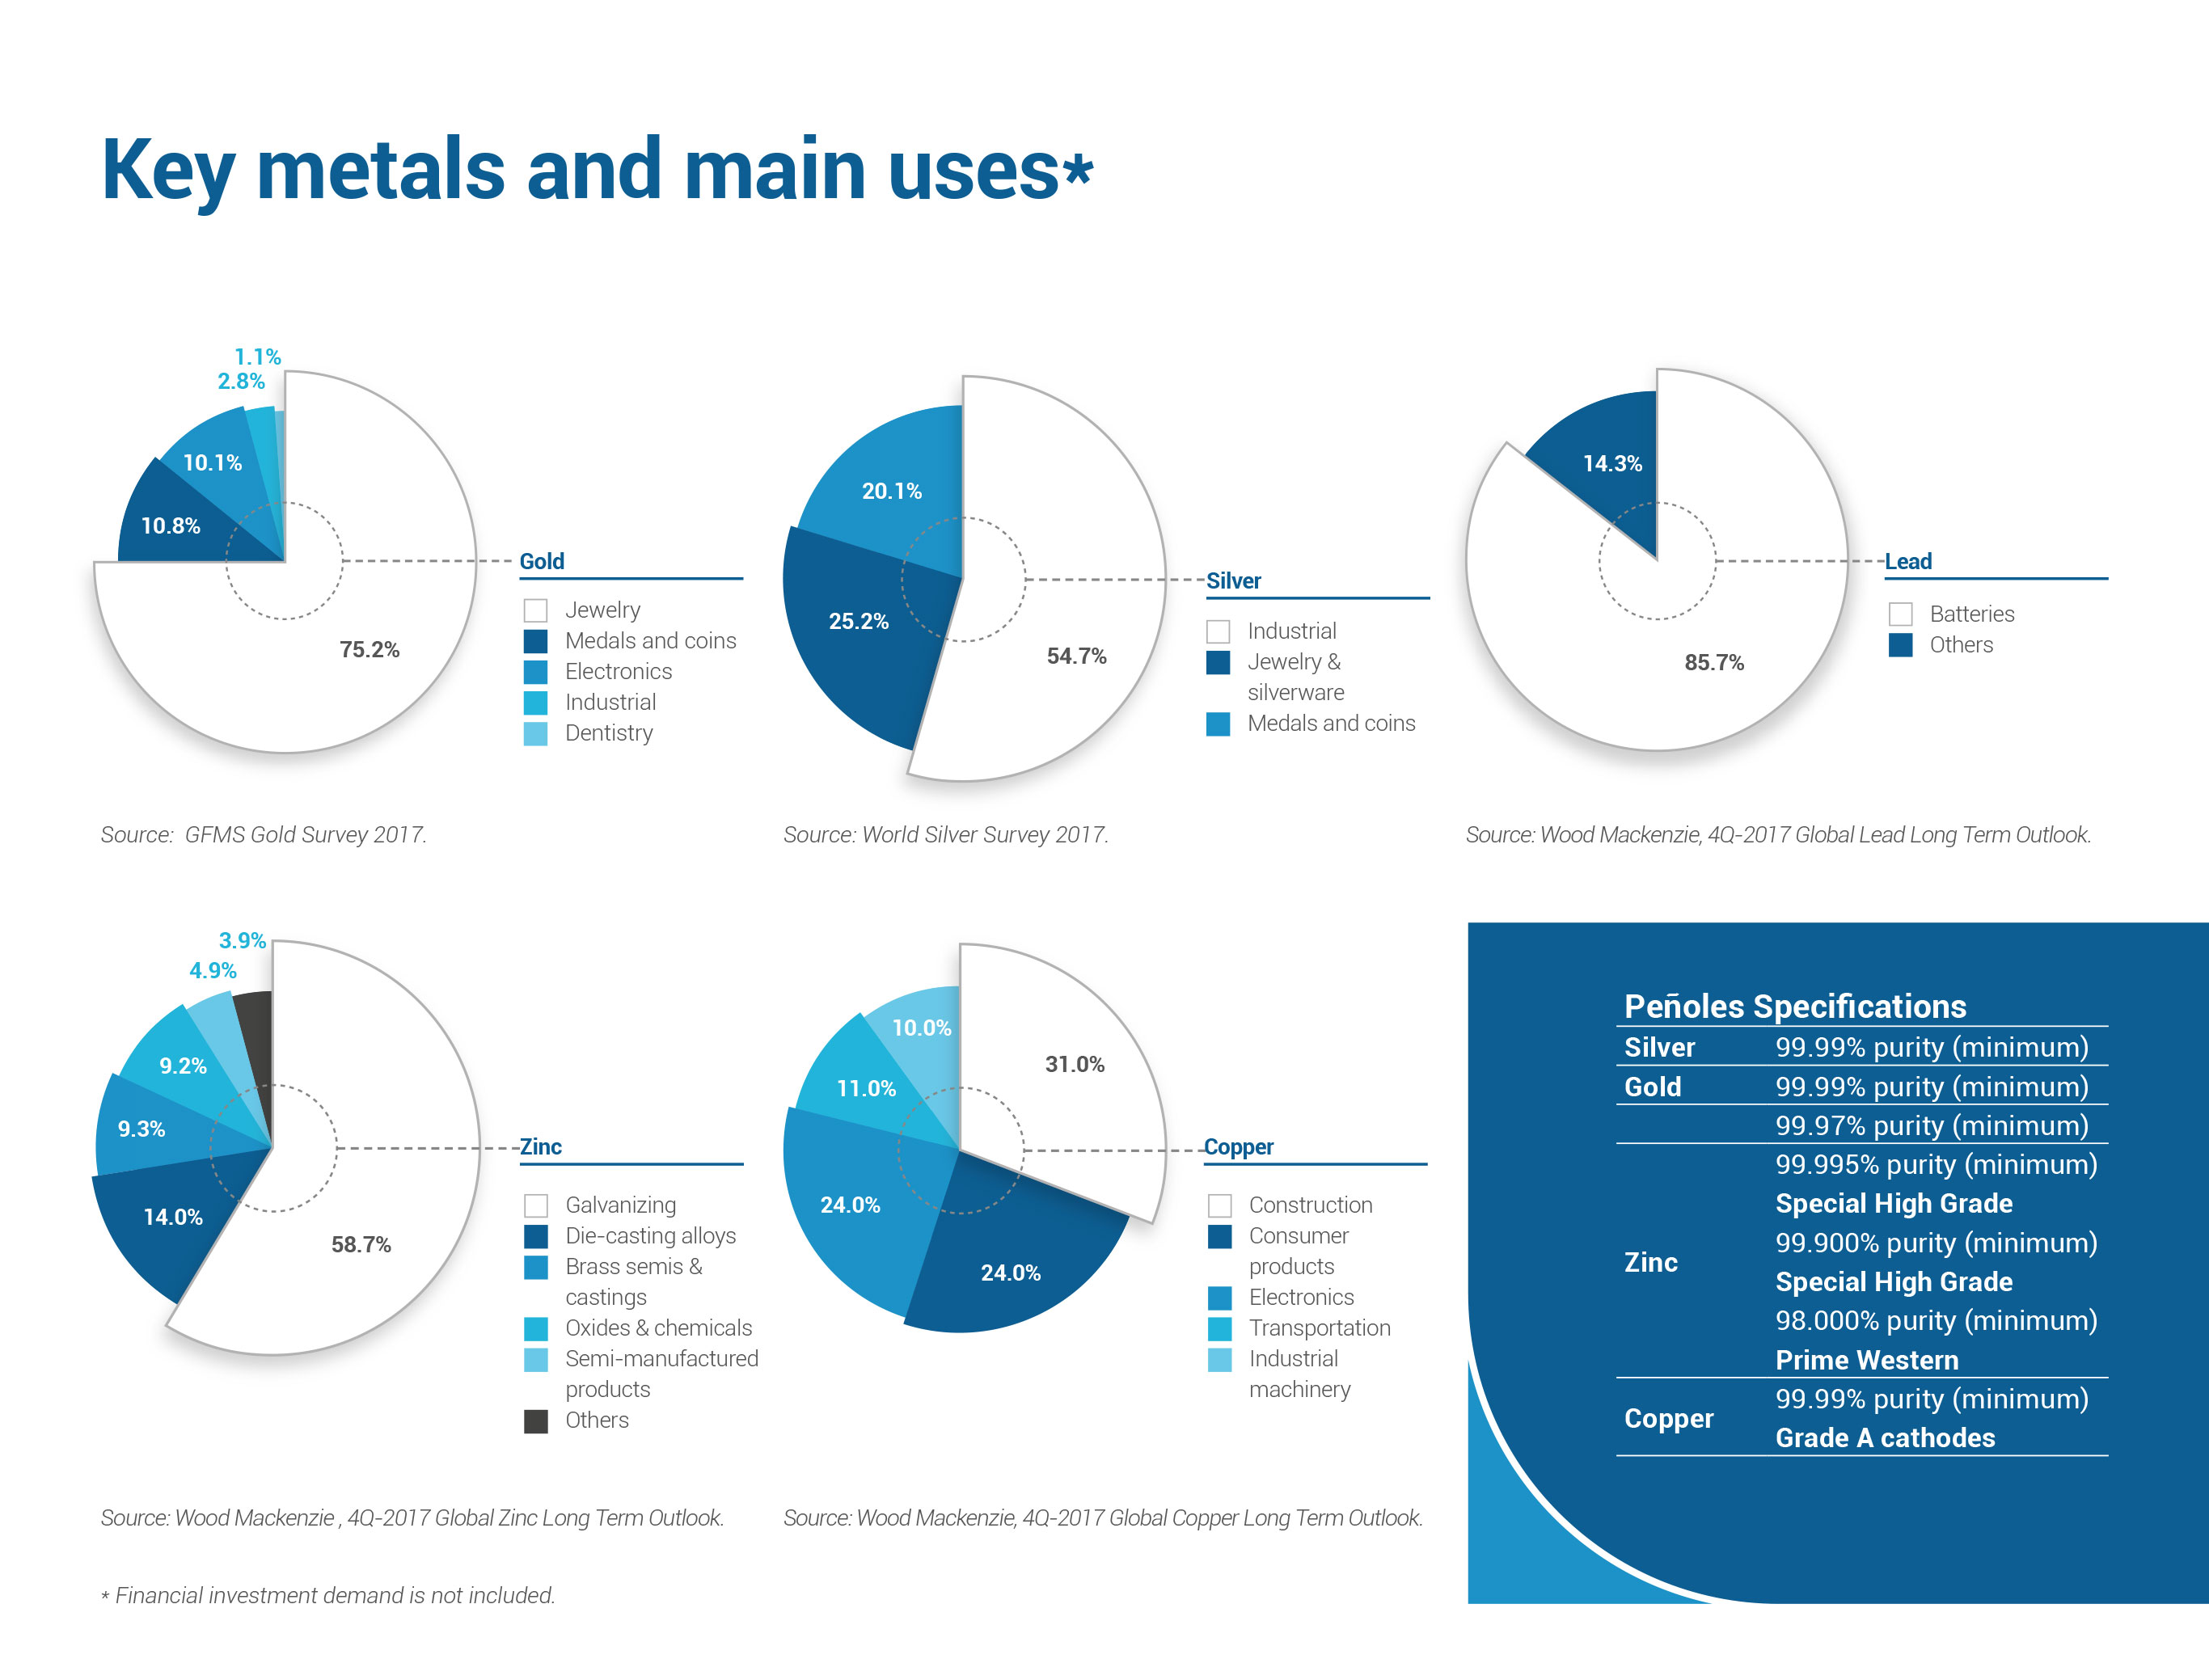 Key metals and main uses*
1.1%
2.8%
10.1%
10.8%
75.2%
Gold
Jewelry
Medals and coins
Electronics
Industrial
Dentistry
Source: GFMS Gold Survey 2017.
20.1%
25.2%
54.7%
Silver
Industrial
Jewelry &
silverware
Medals and coins
Source: World Silver Survey 2017.
14.3%
85.7%
Lead
Batteries
Others
Source: Wood Mackenzie, 4Q-2017 Global Lead Long Term Outlook.
3.9%
4.9%
9.2%
9.3%
14.0%
58.7%
Zinc
Galvanizing
Die-casting alloys
Brass semis &
castings
Oxides & chemicals
Semi-manufactured
products
Others
Source: Wood Mackenzie , 4Q-2017 Global Zinc Long Term Outlook.
10.0%
31.0%
11.0%
24.0%
24.0%
Copper
Construction
Consumer
products
Electronics
Transportation
Industrial
machinery
Source: Wood Mackenzie, 4Q-2017 Global Copper Long Term Outlook.
Peñoles Specifications
Silver 99.99% purity (minimum)
Gold 99.99% purity (minimum)
99.97% purity (minimum)
99.995% purity (minimum)
Special High Grade
99.900% purity (minimum)
Zinc
Special High Grade
98.000% purity (minimum)
Prime Western
99.99% purity (minimum)
Copper
Grade A cathodes
* Financial investment demand is not included.